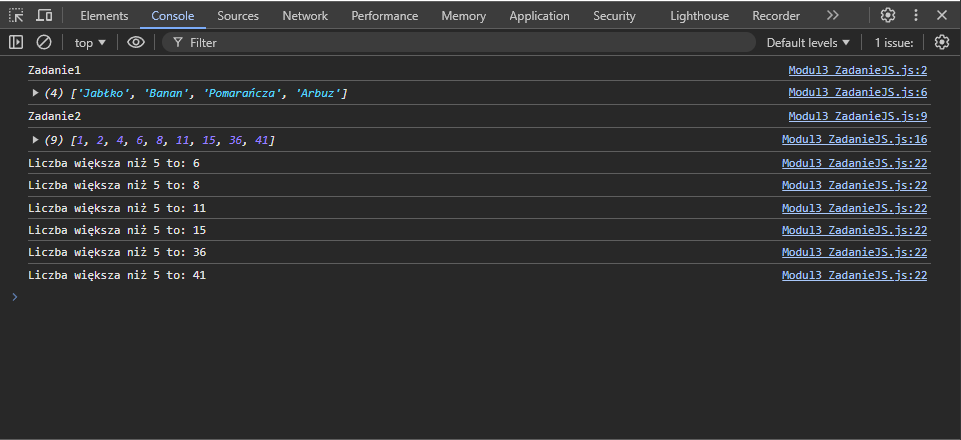 Elements Console Sources Network Performance Memory Application Security Lighthouse Recorder
top Filter Default levels 1 issue:
Zadanie1 Modul3_ZadanieJS.js:2
(4) ['Jabłko', 'Banan', 'Pomarańcza', 'Arbuz'] Modul3_ZadanieJS.js:6
Zadanie2 Modul3_ZadanieJS.js:9
(9) [1, 2, 4, 6, 8, 11, 15, 36, 41] Modul3_ZadanieJS.js:16
Liczba większa niż 5 to: 6 Modul3_ZadanieJS.js:22
Liczba większa niż 5 to: 8 Modul3_ZadanieJS.js:22
Liczba większa niż 5 to: 11 Modul3_ZadanieJS.js:22
Liczba większa niż 5 to: 15 Modul3_ZadanieJS.js:22
Liczba większa niż 5 to: 36 Modul3_ZadanieJS.js:22
Liczba większa niż 5 to: 41 Modul3_ZadanieJS.js:22